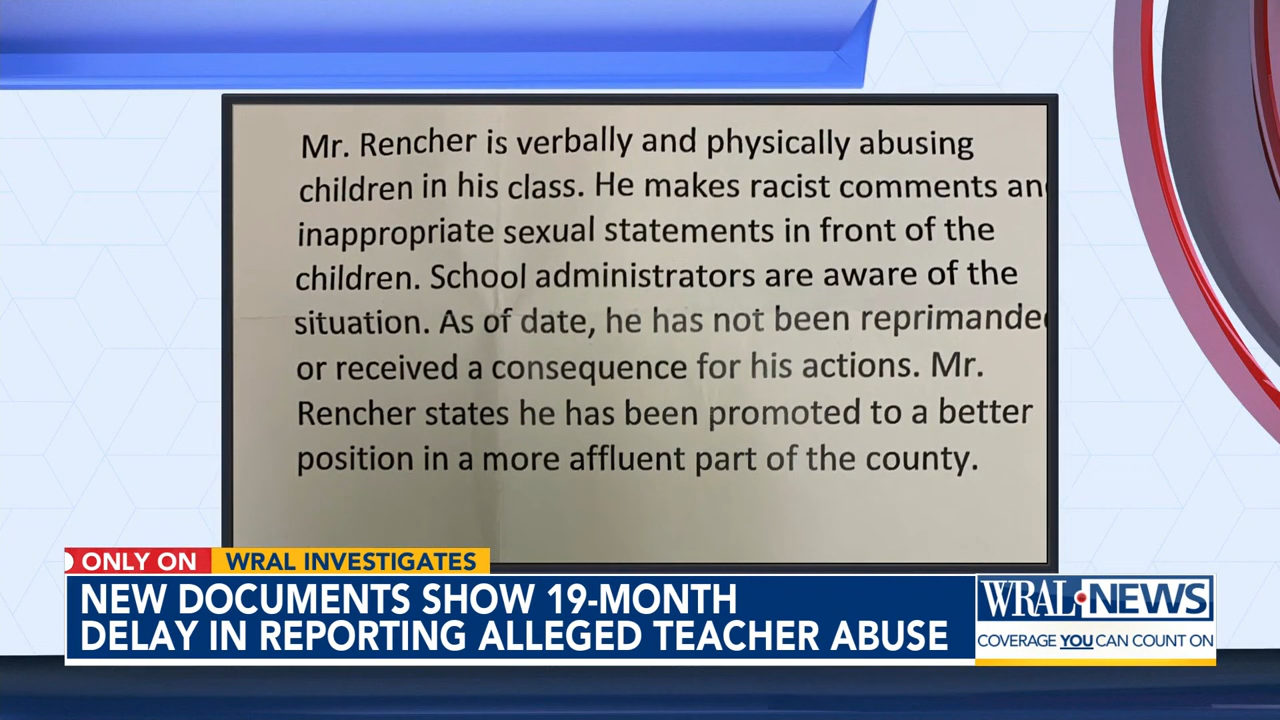 Mr. Rencher is verbally and physically abusing
children in his class. He makes racist comments an
inappropriate sexual statements in front of the
children. School administrators are aware of the
situation. As of date, he has not been reprimande
or received a consequence for his actions. Mr.
Rencher states he has been promoted to a better
position in a more affluent part of the county.
ONLY ON WRAL INVESTIGATES
NEW DOCUMENTS SHOW 19-MONTH
DELAY IN REPORTING ALLEGED TEACHER ABUSE
WRAL NEWS
COVERAGE YOU CAN COUNT ON